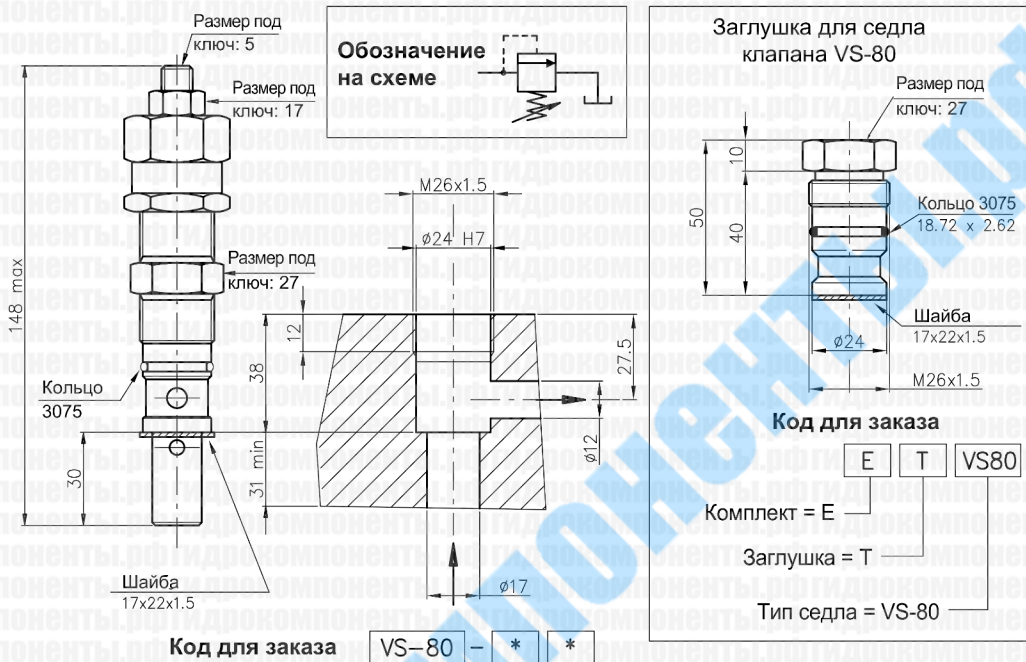 Размер под
ключ: 5
Размер под
ключ: 17
Размер под
ключ: 27
148 max
Кольцо
3075
30
Шайба
17x22x1.5
Обозначение
на схеме
M26x1.5
ø24 H7
12
38
31 min
27.5
ø12
ø17
Код для заказа
VS-80 - * *
Заглушка для седла
клапана VS-80
Размер под
ключ: 27
10
50
40
Кольцо 3075
18.72 x 2.62
Шайба
17x22x1.5
ø24
M26x1.5
Код для заказа
E T VS80
Комплект = E
Заглушка = T
Тип седла = VS-80